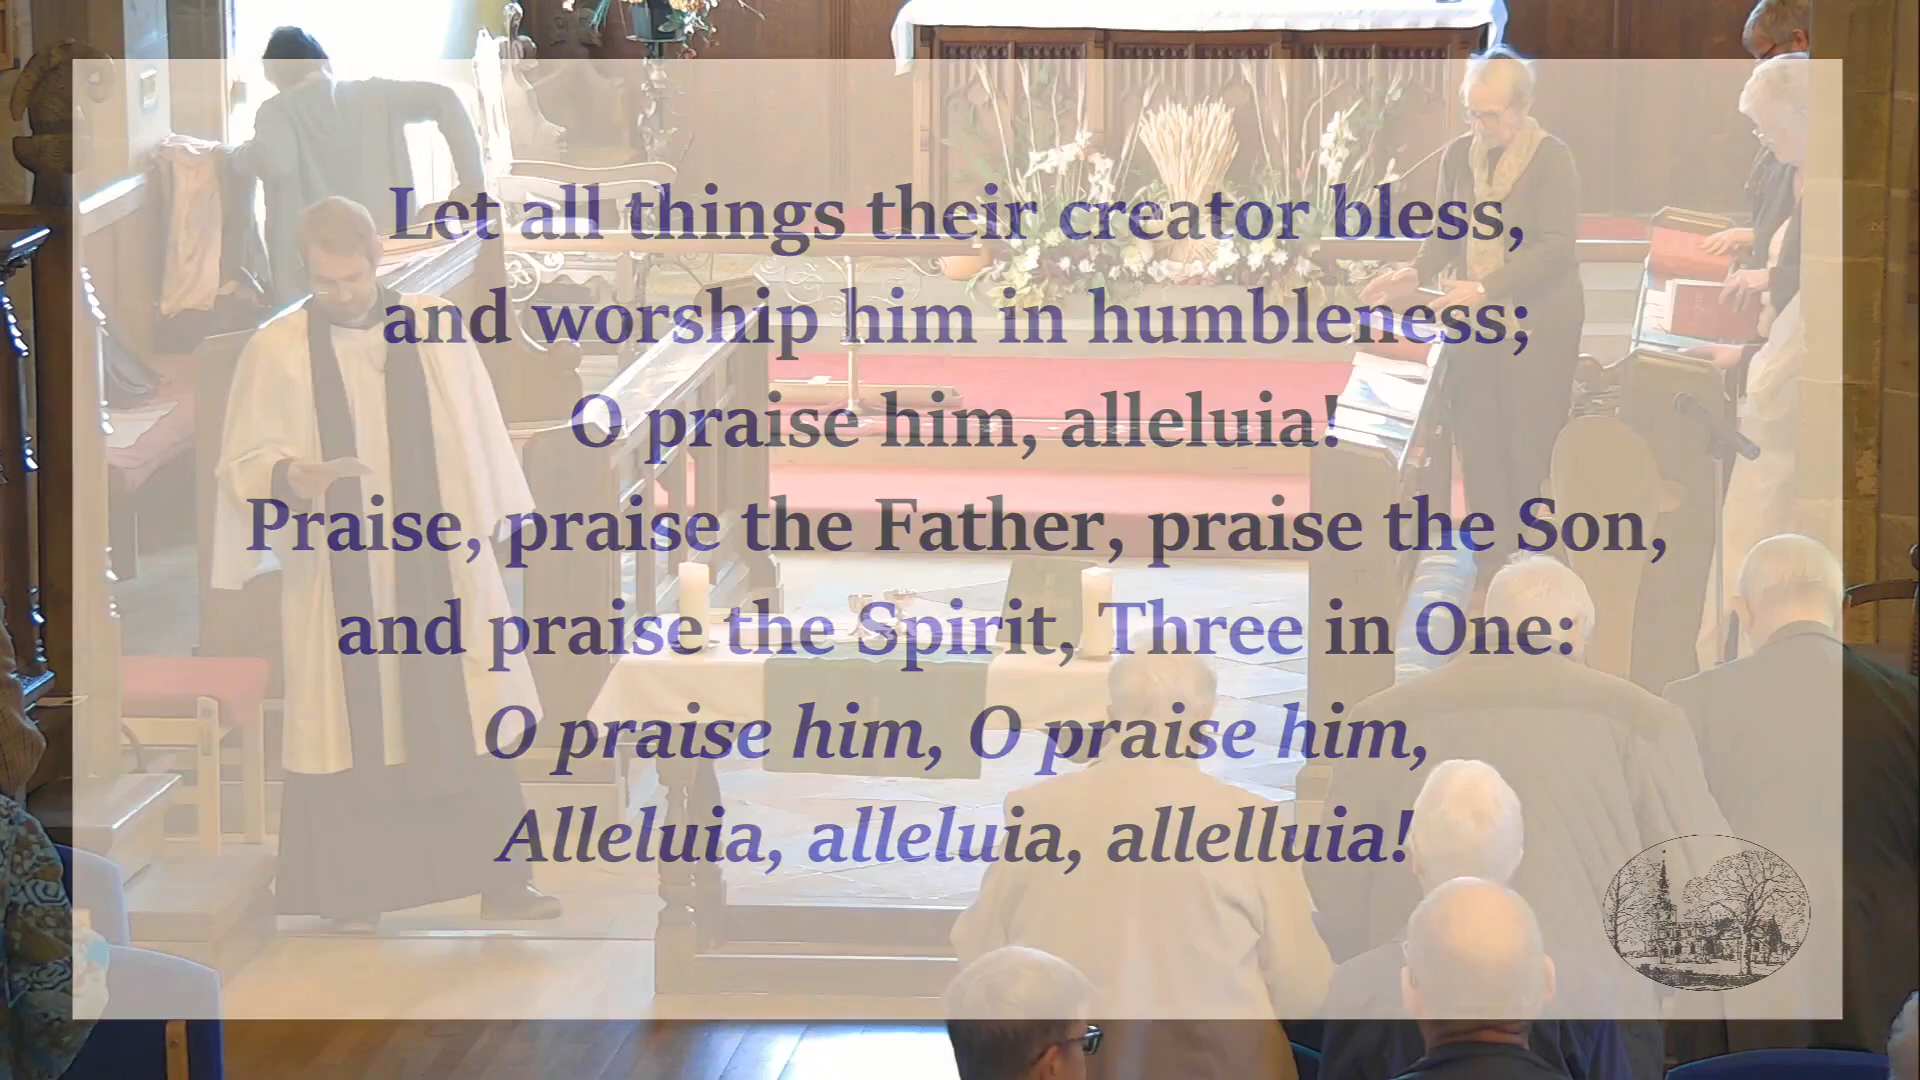 Let all things their creator bless,
and worship him in humbleness;
O praise him, alleluia!
Praise, praise the Father, praise the Son,
and praise the Spirit, Three in One:
O praise him, O praise him,
Alleluia, alleluia, allelluia!